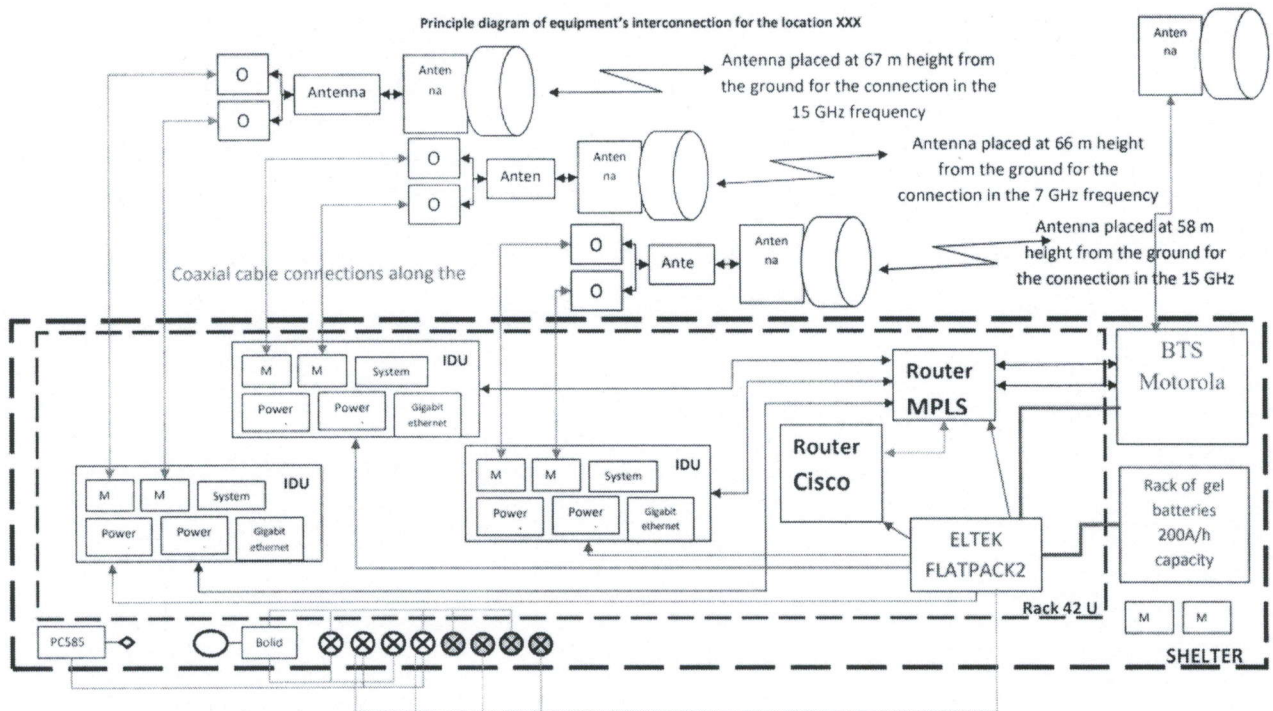 Principle diagram of equipment's interconnection for the location XXX
O
O
Antenna
Anten
na
Antenna placed at 67 m height from
the ground for the connection in the
15 GHz frequency
Anten
na
O
O
Anten
Anten
na
Antenna placed at 66 m height
from the ground for the
connection in the 7 GHz frequency
O
O
Ante
Anten
na
Antenna placed at 58 m
height from the ground for
the connection in the 15 GHz
Coaxial cable connections along the
IDU
M
M
System
Power
Power
Gigabit
ethernet
Router
MPLS
BTS
Motorola
Router
Cisco
IDU
M
M
System
Power
Power
Gigabit
ethernet
IDU
M
M
System
Power
Power
Gigabit
ethernet
ELTEK
FLATPACK2
Rack of gel
batteries
200A/h
capacity
Rack 42 U
M
M
PC585
Bolid
SHELTER